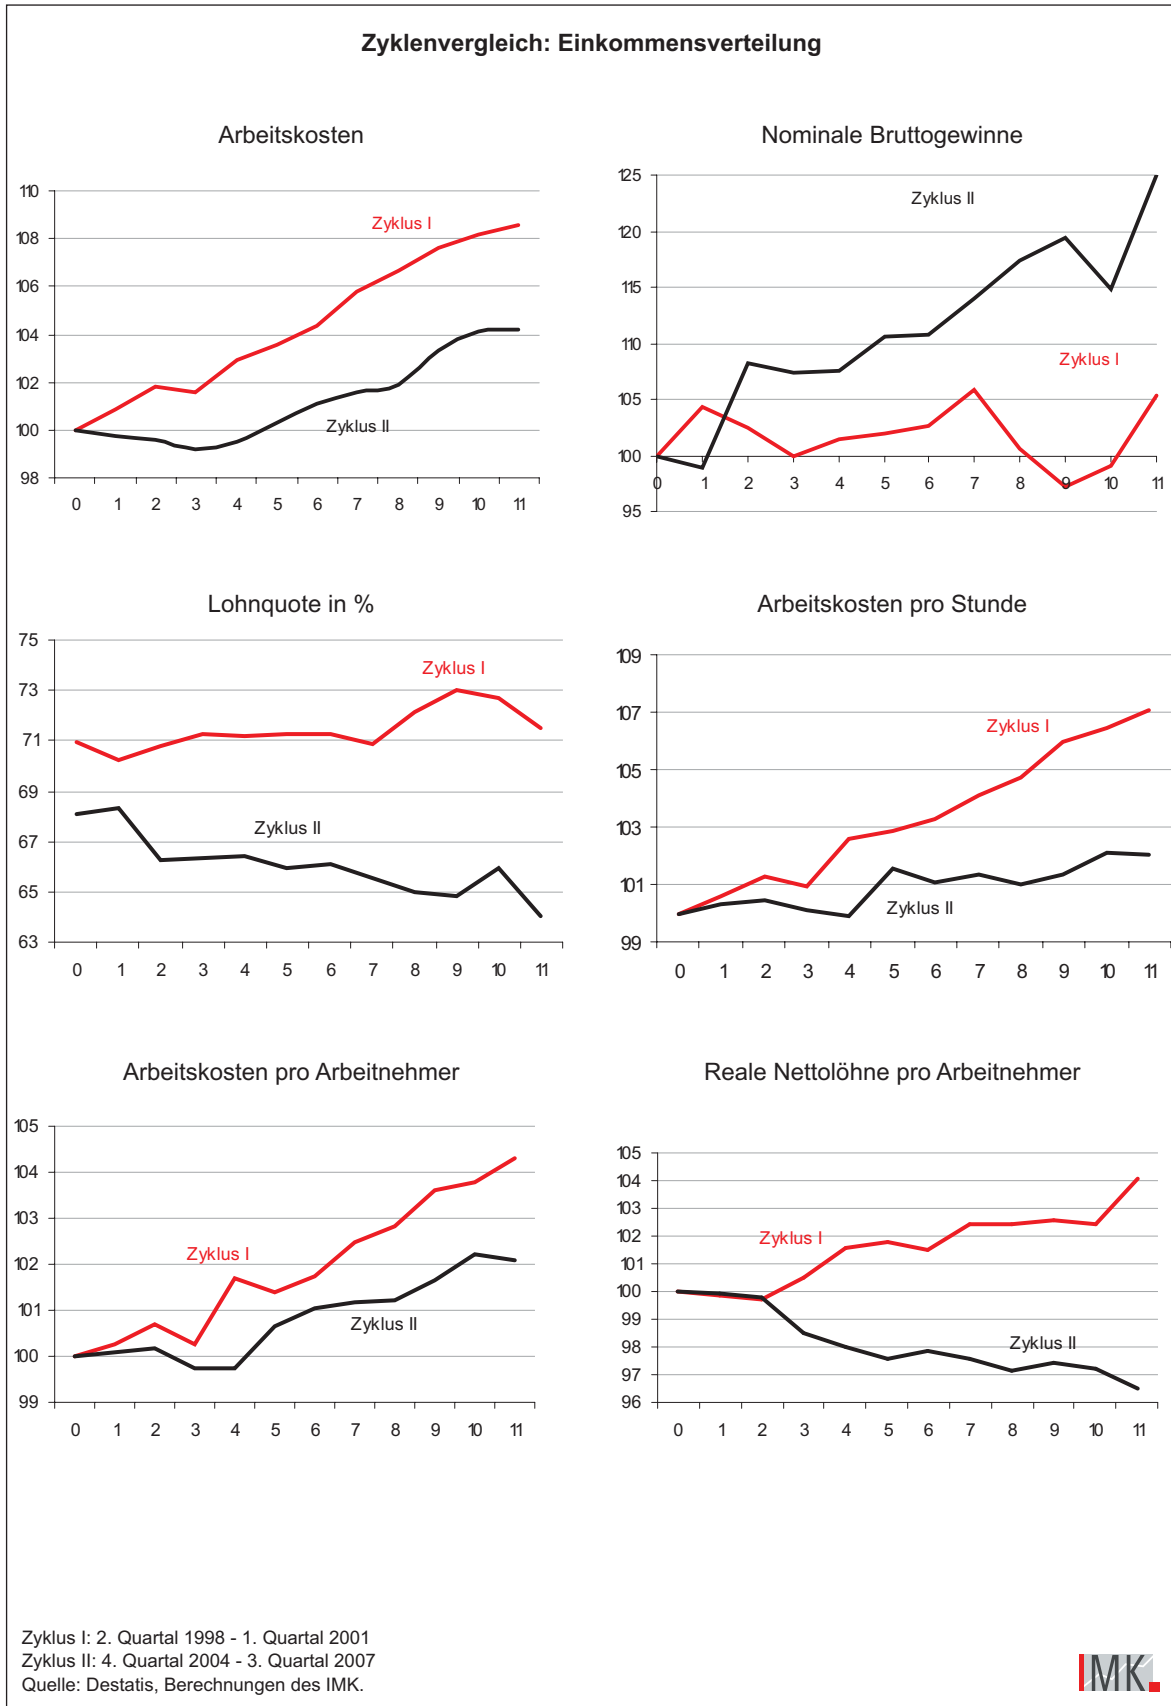 Zyklenvergleich: Einkommensverteilung
Arbeitskosten
110
108
106
104
102
100
98
Zyklus I
Zyklus II
0 1 2 3 4 5 6 7 8 9 10 11
Nominale Bruttogewinne
125
120
115
110
105
100
95
Zyklus II
Zyklus I
0 1 2 3 4 5 6 7 8 9 10 11
Lohnquote in %
75
73
71
69
67
65
63
Zyklus I
Zyklus II
0 1 2 3 4 5 6 7 8 9 10 11
Arbeitskosten pro Stunde
109
107
105
103
101
99
Zyklus I
Zyklus II
0 1 2 3 4 5 6 7 8 9 10 11
Arbeitskosten pro Arbeitnehmer
105
104
103
102
101
100
99
Zyklus I
Zyklus II
0 1 2 3 4 5 6 7 8 9 10 11
Reale Nettolöhne pro Arbeitnehmer
105
104
103
102
101
100
99
98
97
96
Zyklus I
Zyklus II
0 1 2 3 4 5 6 7 8 9 10 11
Zyklus I: 2. Quartal 1998 - 1. Quartal 2001
Zyklus II: 4. Quartal 2004 - 3. Quartal 2007
Quelle: Destatis, Berechnungen des IMK.
IMK.